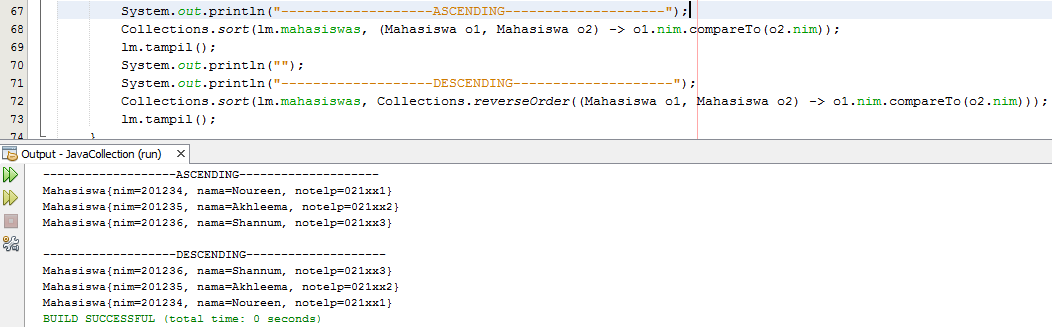 67 System.out.println("-------------------ASCENDING--------------------");
68 Collections.sort(lm.mahasiswas, (Mahasiswa o1, Mahasiswa o2) -> o1.nim.compareTo(o2.nim));
69 lm.tampil();
70 System.out.println("");
71 System.out.println("-------------------DESCENDING--------------------");
72 Collections.sort(lm.mahasiswas, Collections.reverseOrder((Mahasiswa o1, Mahasiswa o2) -> o1.nim.compareTo(o2.nim)));
73 lm.tampil();
74 }
Output - JavaCollection (run)
-------------------ASCENDING--------------------
Mahasiswa{nim=201234, nama=Noureen, notelp=021xx1}
Mahasiswa{nim=201235, nama=Akhleema, notelp=021xx2}
Mahasiswa{nim=201236, nama=Shannum, notelp=021xx3}
-------------------DESCENDING--------------------
Mahasiswa{nim=201236, nama=Shannum, notelp=021xx3}
Mahasiswa{nim=201235, nama=Akhleema, notelp=021xx2}
Mahasiswa{nim=201234, nama=Noureen, notelp=021xx1}
BUILD SUCCESSFUL (total time: 0 seconds)